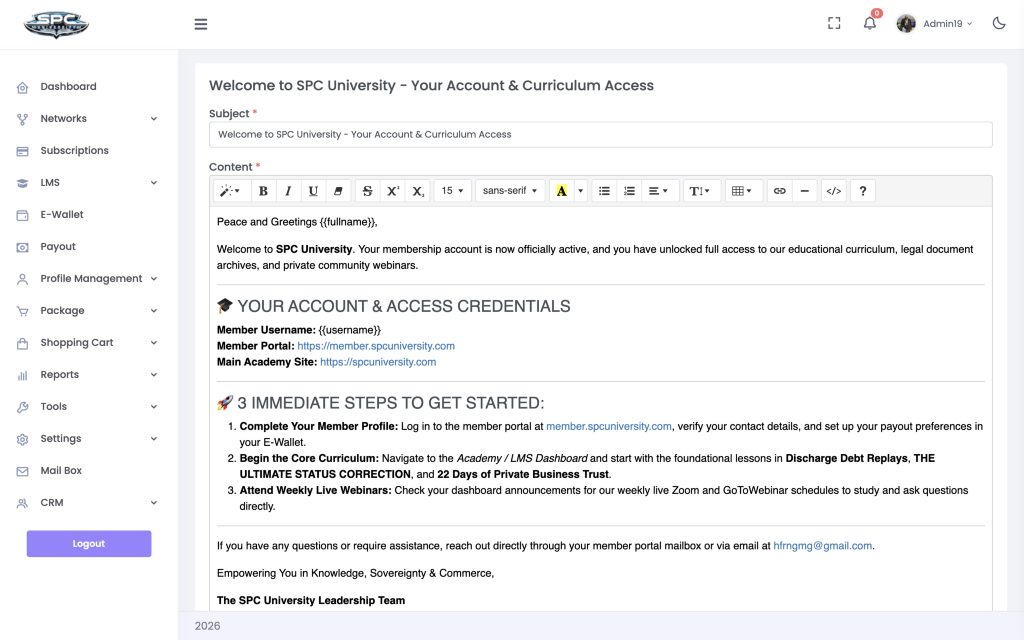 SPC
0
Admin19
Dashboard
Networks
Subscriptions
LMS
E-Wallet
Payout
Profile Management
Package
Shopping Cart
Reports
Tools
Settings
Mail Box
CRM
Logout
Welcome to SPC University - Your Account & Curriculum Access
Subject *
Welcome to SPC University - Your Account & Curriculum Access
Content *
B I U S X² X₂ 15 sans-serif A T </> ?
Peace and Greetings {{fullname}},
Welcome to SPC University. Your membership account is now officially active, and you have unlocked full access to our educational curriculum, legal document
archives, and private community webinars.
🎓 YOUR ACCOUNT & ACCESS CREDENTIALS
Member Username: {{username}}
Member Portal: https://member.spcuniversity.com
Main Academy Site: https://spcuniversity.com
🚀 3 IMMEDIATE STEPS TO GET STARTED:
1. Complete Your Member Profile: Log in to the member portal at member.spcuniversity.com, verify your contact details, and set up your payout preferences in
your E-Wallet.
2. Begin the Core Curriculum: Navigate to the Academy / LMS Dashboard and start with the foundational lessons in Discharge Debt Replays, THE
ULTIMATE STATUS CORRECTION, and 22 Days of Private Business Trust.
3. Attend Weekly Live Webinars: Check your dashboard announcements for our weekly live Zoom and GoToWebinar schedules to study and ask questions
directly.
If you have any questions or require assistance, reach out directly through your member portal mailbox or via email at hfrngmg@gmail.com.
Empowering You in Knowledge, Sovereignty & Commerce,
The SPC University Leadership Team
2026